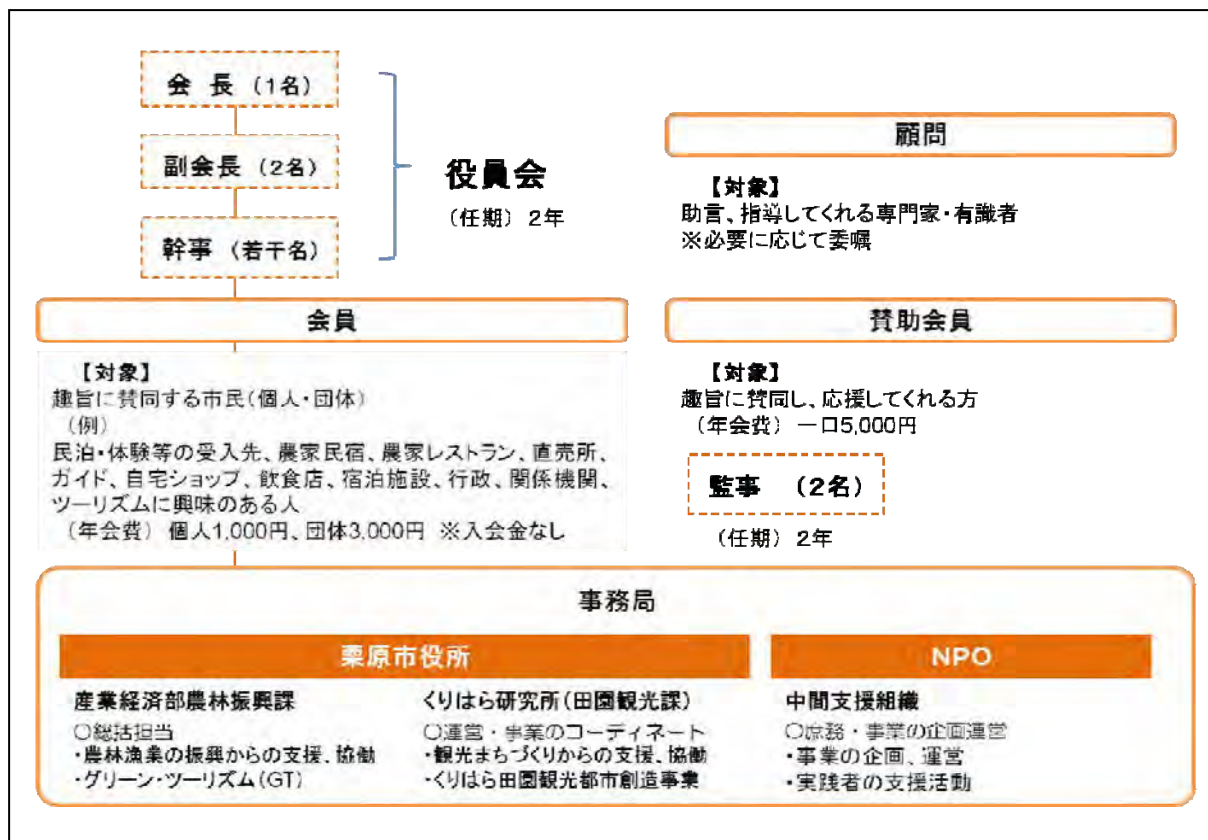 会 長 (1名)
副会長 (2名)
幹事 (若干名)
役員会
(任期) 2年
顧問
【対象】
助言、指導してくれる専門家・有識者
※必要に応じて委嘱
会員
【対象】
趣旨に賛同する市民(個人・団体)
(例)
民泊・体験等の受入先、農家民宿、農家レストラン、直売所、
ガイド、自宅ショップ、飲食店、宿泊施設、行政、関係機関、
ツーリズムに興味のある人
(年会費) 個人1,000円、団体3,000円 ※入会金なし
賛助会員
【対象】
趣旨に賛同し、応援してくれる方
(年会費) 一口5,000円
監事 (2名)
(任期) 2年
事務局
栗原市役所
産業経済部農林振興課
○総括担当
・農林漁業の振興からの支援、協働
・グリーン・ツーリズム(GT)
くりはら研究所(田園観光課)
○運営・事業のコーディネート
・観光まちづくりからの支援、協働
・くりはら田園観光都市創造事業
NPO
中間支援組織
○庶務・事業の企画運営
・事業の企画、運営
・実践者の支援活動